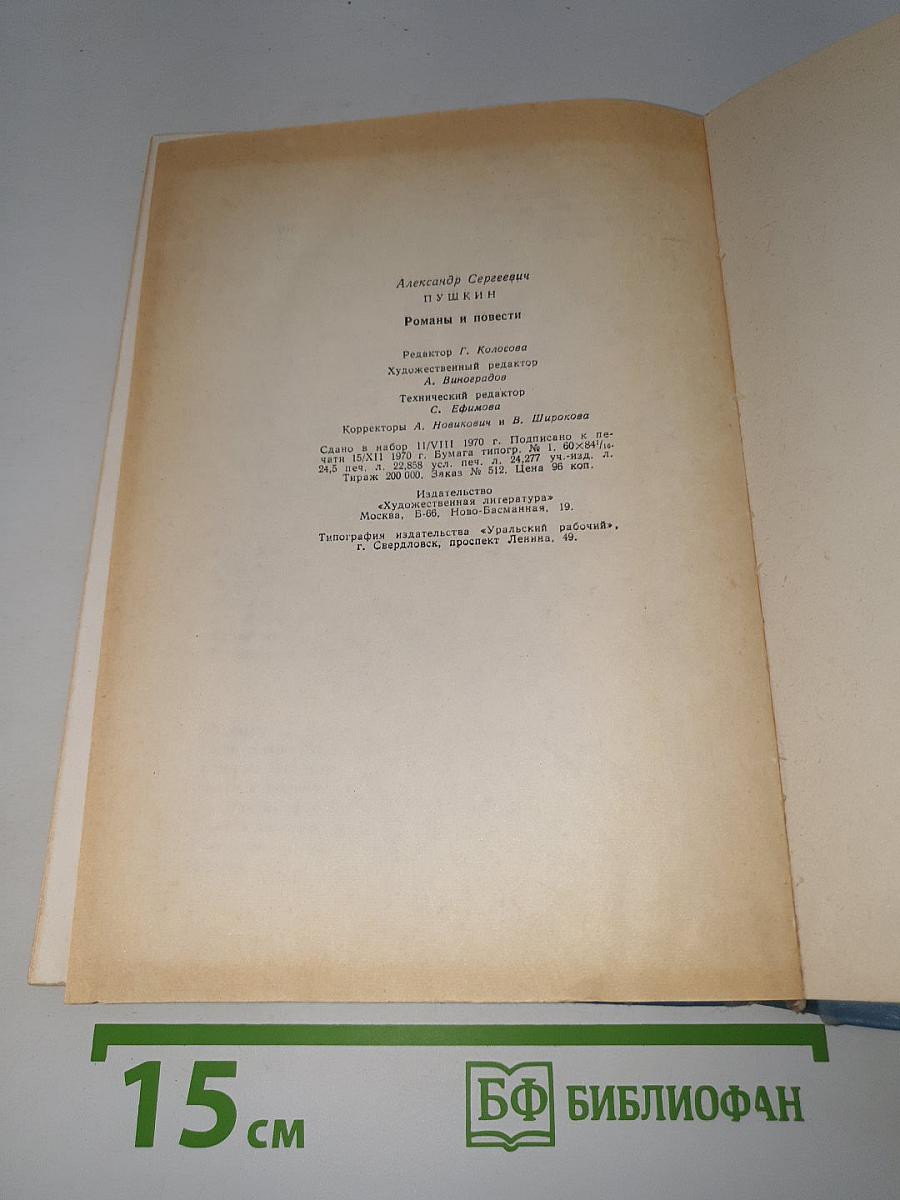 Александр Сергеевич
ПУШКИН
Романы и повести
Редактор Г. Колосова
Художественный редактор
А. Виноградов
Технический редактор
С. Ефимова
Корректоры А. Новикович и В. Широкова
Сдано в набор 11/VIII 1970 г. Подписано к пе-
чати 15/XII 1970 г. Бумага типогр. № 1. 60×84¹/₁₆.
24,5 печ. л. 22,858 усл. печ. л. 24,277 уч.-изд. л.
Тираж 200 000. Заказ № 512. Цена 96 коп.
Издательство
«Художественная литература»
Москва, Б-66, Ново-Басманная, 19.
Типография издательства «Уральский рабочий»,
г. Свердловск, проспект Ленина, 49.
15 см
БФ БИБЛИОФАН